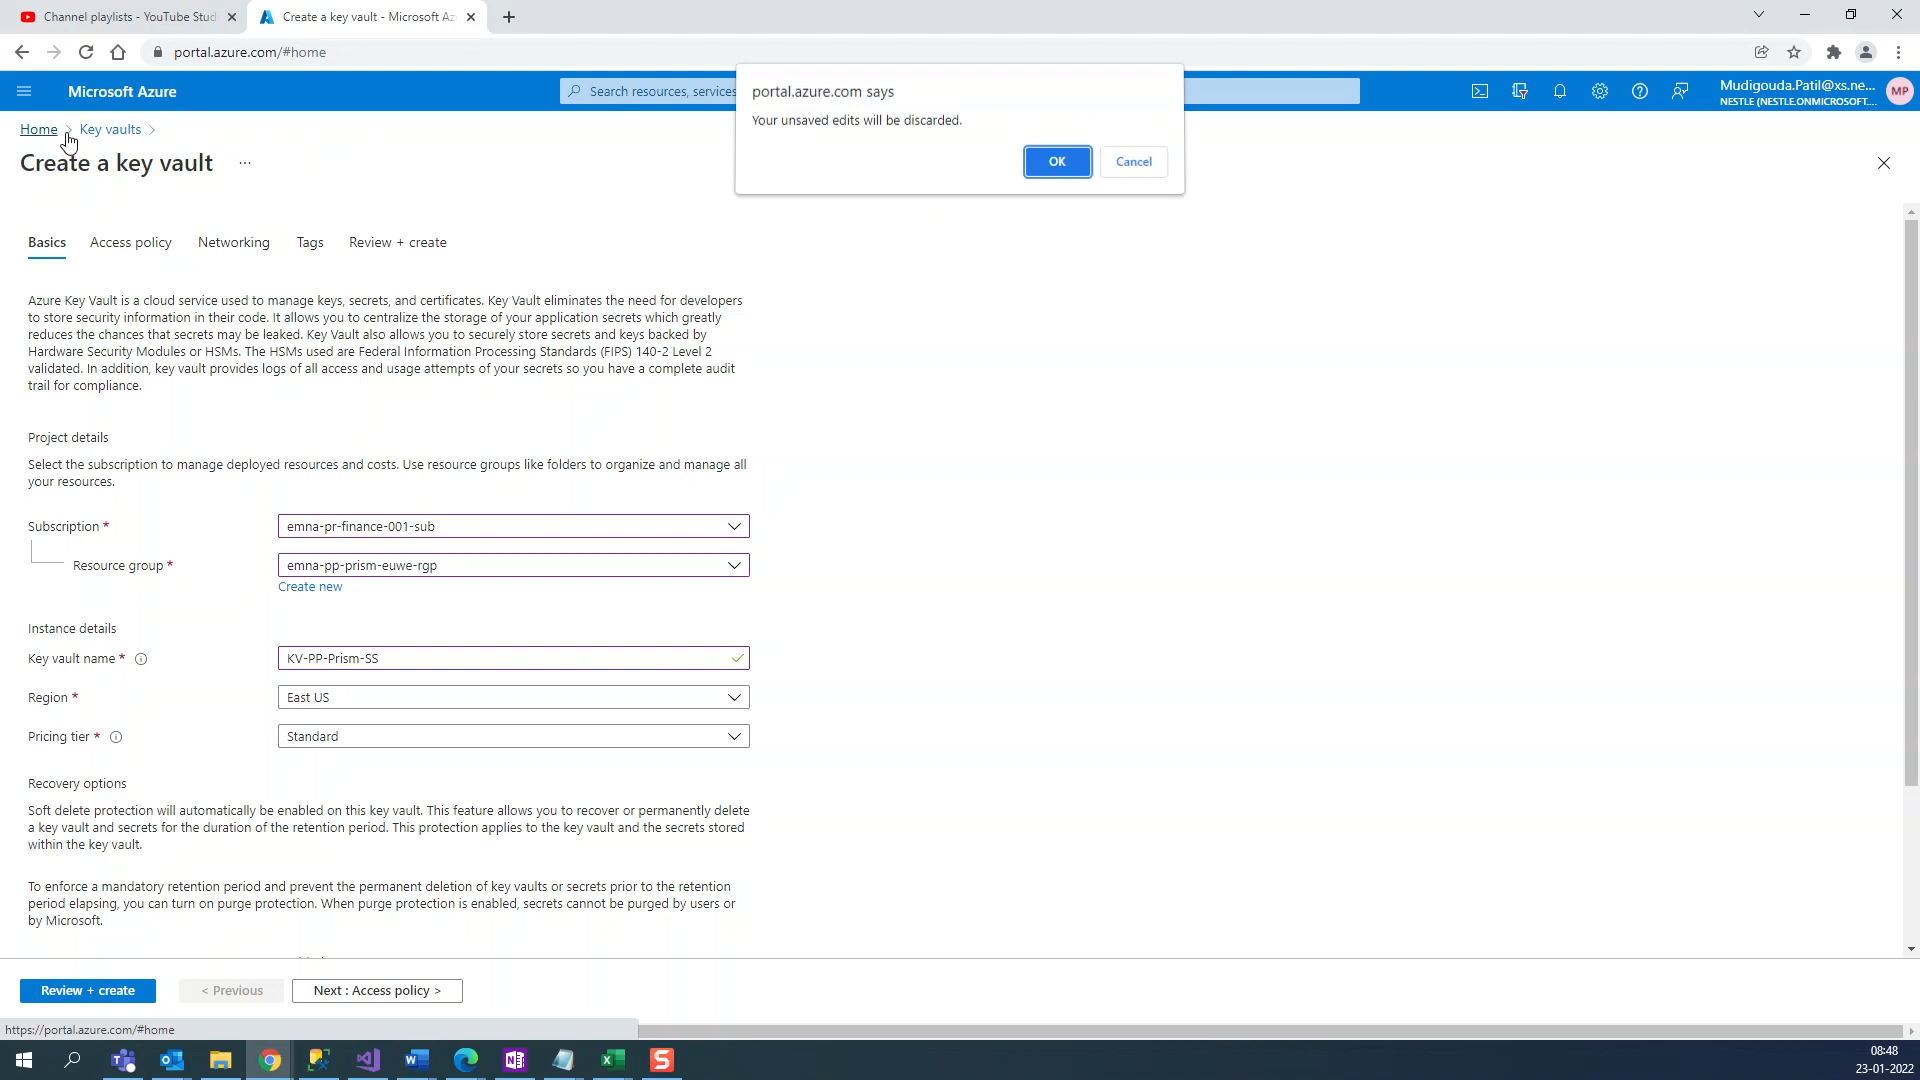 Channel playlists - YouTube Stud
Create a key vault - Microsoft Az
portal.azure.com/#home
Microsoft Azure
Search resources, services
Mudigouda.Patil@xs.ne...
NESTLE (NESTLE.ONMICROSOFT....
MP
portal.azure.com says
Your unsaved edits will be discarded.
OK
Cancel
Home > Key vaults >
Create a key vault ...
Basics Access policy Networking Tags Review + create
Azure Key Vault is a cloud service used to manage keys, secrets, and certificates. Key Vault eliminates the need for developers
to store security information in their code. It allows you to centralize the storage of your application secrets which greatly
reduces the chances that secrets may be leaked. Key Vault also allows you to securely store secrets and keys backed by
Hardware Security Modules or HSMs. The HSMs used are Federal Information Processing Standards (FIPS) 140-2 Level 2
validated. In addition, key vault provides logs of all access and usage attempts of your secrets so you have a complete audit
trail for compliance.
Project details
Select the subscription to manage deployed resources and costs. Use resource groups like folders to organize and manage all
your resources.
Subscription * emna-pr-finance-001-sub
Resource group * emna-pp-prism-euwe-rgp
Create new
Instance details
Key vault name * KV-PP-Prism-SS
Region * East US
Pricing tier * Standard
Recovery options
Soft delete protection will automatically be enabled on this key vault. This feature allows you to recover or permanently delete
a key vault and secrets for the duration of the retention period. This protection applies to the key vault and the secrets stored
within the key vault.
To enforce a mandatory retention period and prevent the permanent deletion of key vaults or secrets prior to the retention
period elapsing, you can turn on purge protection. When purge protection is enabled, secrets cannot be purged by users or
by Microsoft.
Review + create < Previous Next : Access policy >
https://portal.azure.com/#home
08:48
23-01-2022